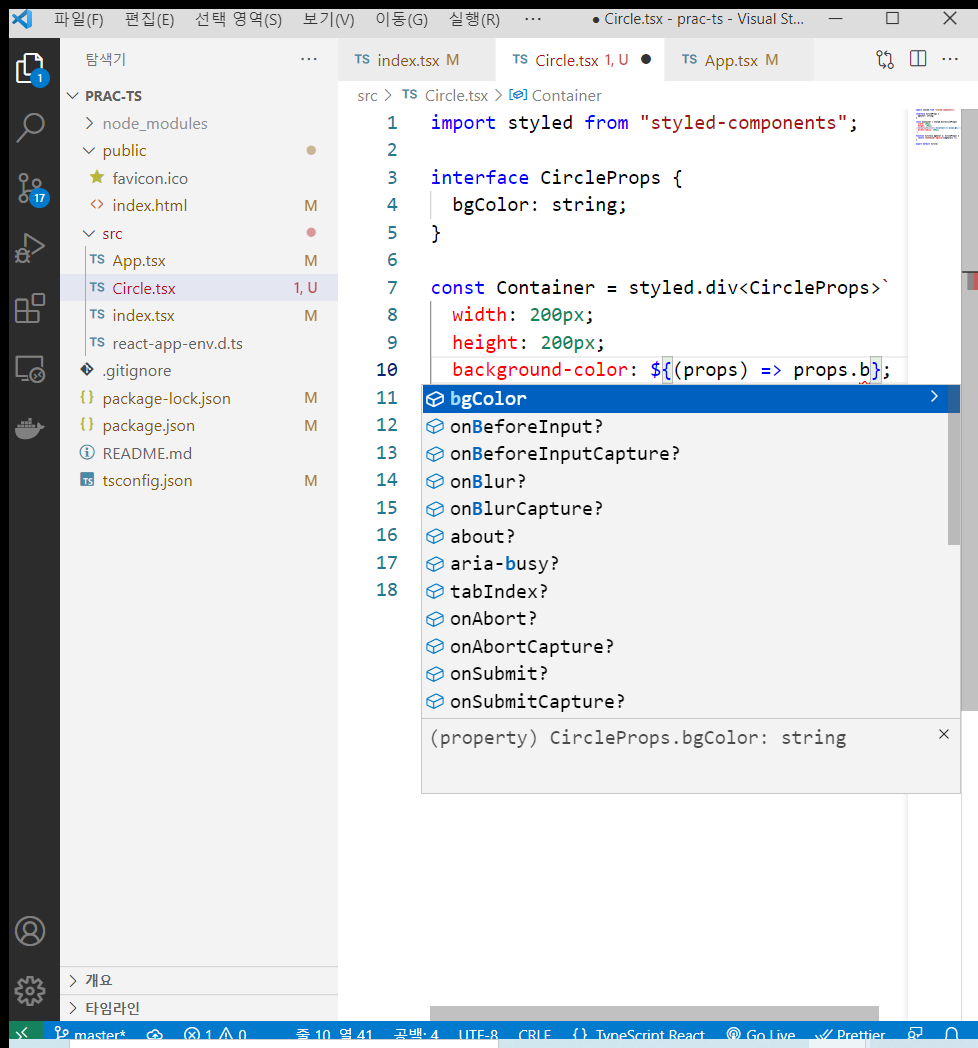 파일(F) 편집(E) 선택 영역(S) 보기(V) 이동(G) 실행(R) ··· ● Circle.tsx - prac-ts - Visual St...
탐색기 ···
TS index.tsx M TS Circle.tsx 1, U ● TS App.tsx M ···
src > TS Circle.tsx > Container
1
17
PRAC-TS
node_modules
public
favicon.ico
<> index.html M
src
TS App.tsx M
TS Circle.tsx 1, U
TS index.tsx M
TS react-app-env.d.ts
.gitignore
{} package-lock.json M
{} package.json M
README.md
TS tsconfig.json M
개요
타임라인
1 import styled from "styled-components";
2
3 interface CircleProps {
4 bgColor: string;
5 }
6
7 const Container = styled.div<CircleProps>`
8 width: 200px;
9 height: 200px;
10 background-color: ${(props) => props.b};
11
12
13
14
15
16
17
18
bgColor
onBeforeInput?
onBeforeInputCapture?
onBlur?
onBlurCapture?
about?
aria-busy?
tabIndex?
onAbort?
onAbortCapture?
onSubmit?
onSubmitCapture?
(property) CircleProps.bgColor: string
master* 1 0 줄 10, 열 41 공백: 4 UTF-8 CRLF {} TypeScript React Go Live Prettier